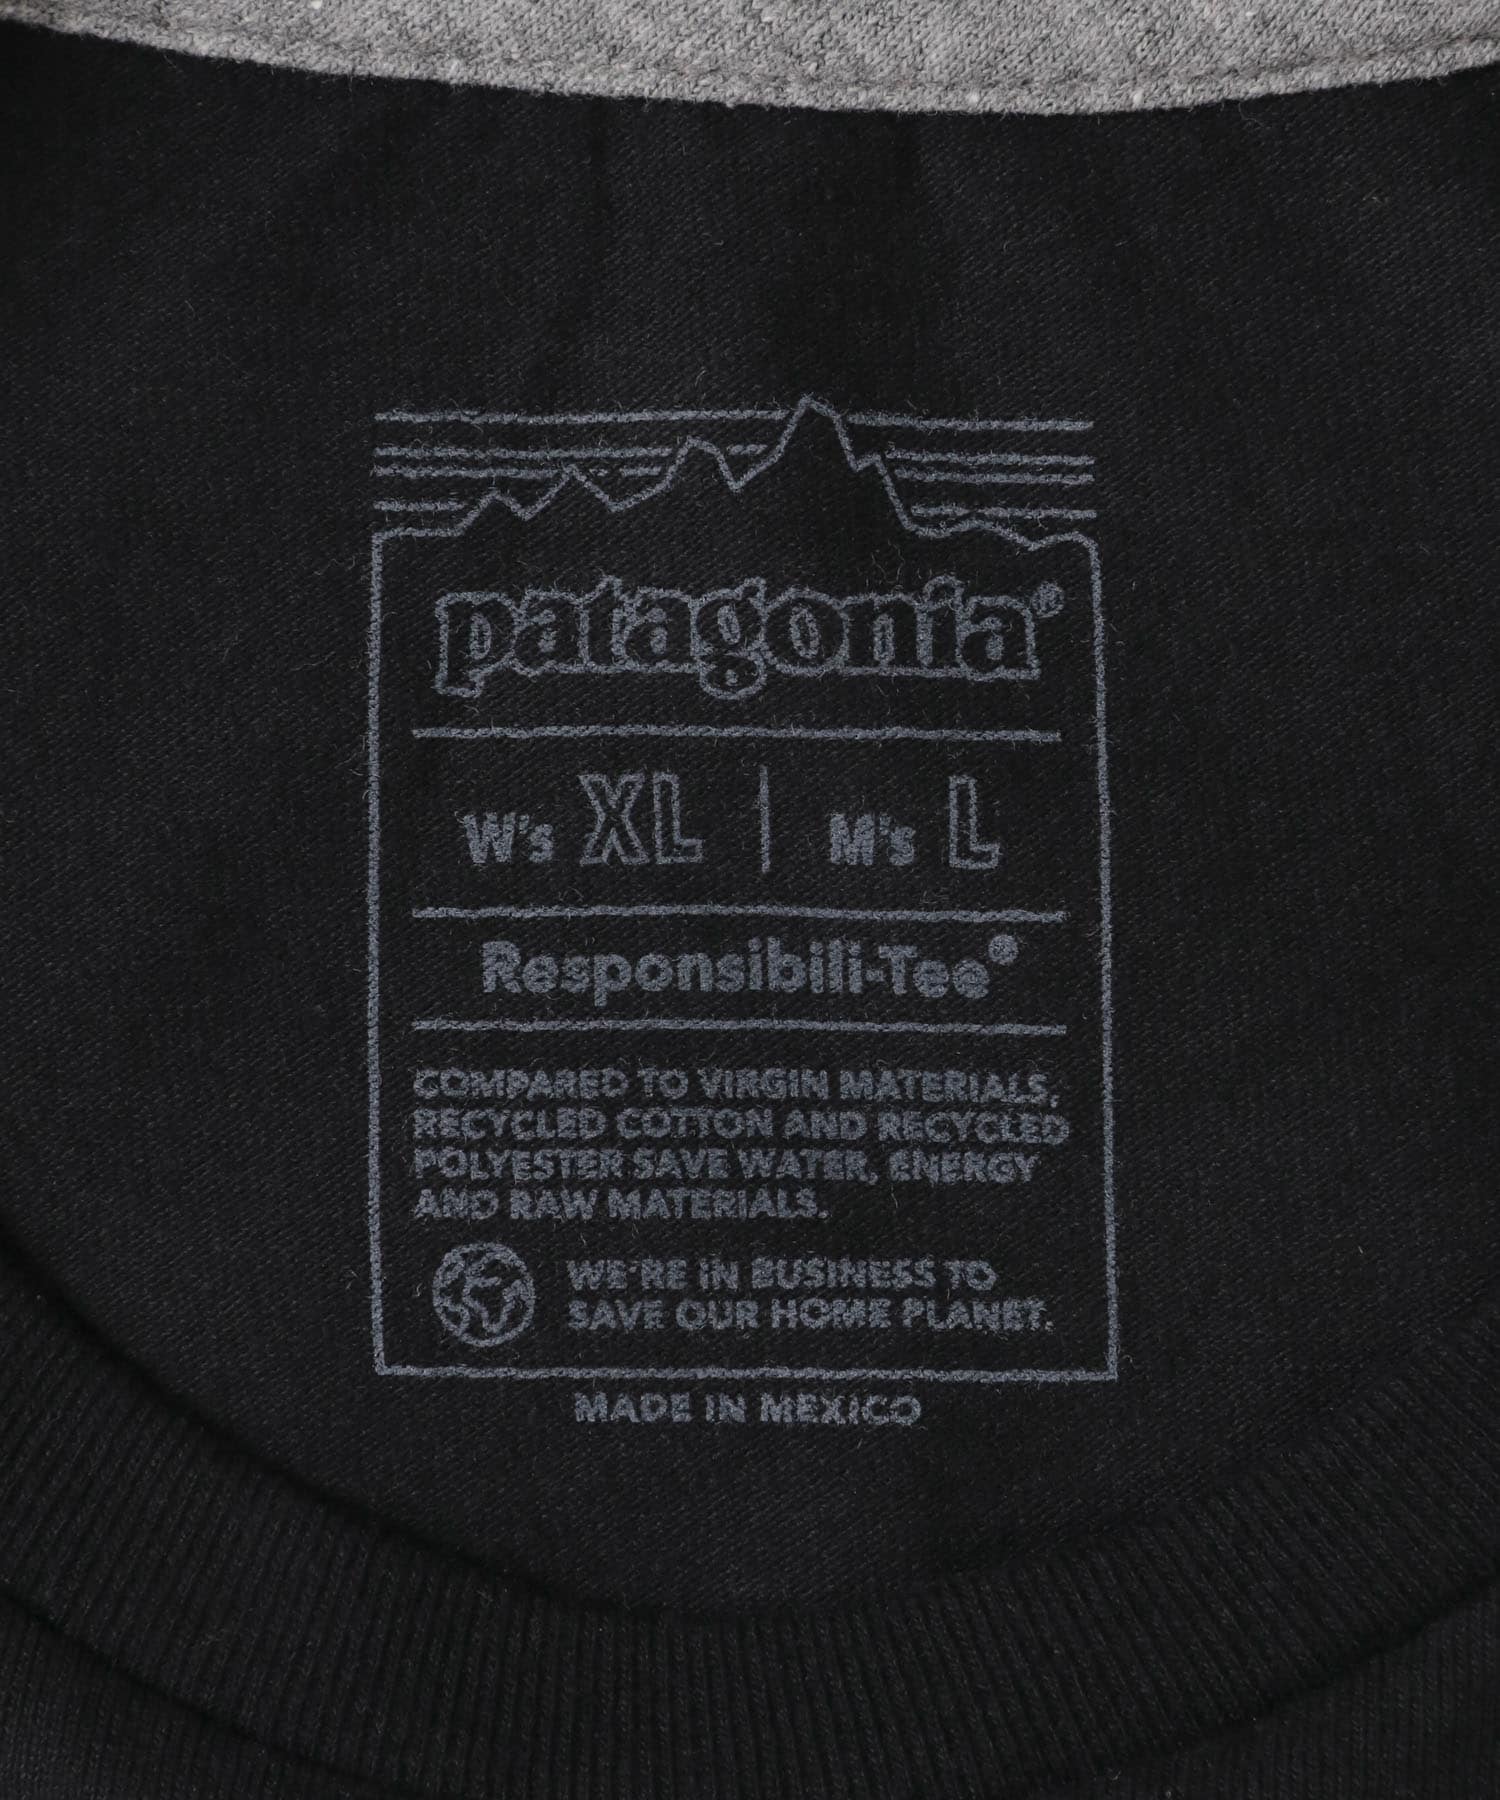 patagonia®
W's XL | M's L
Responsibili-Tee®
COMPARED TO VIRGIN MATERIALS,
RECYCLED COTTON AND RECYCLED
POLYESTER SAVE WATER, ENERGY
AND RAW MATERIALS.
WE'RE IN BUSINESS TO
SAVE OUR HOME PLANET.
MADE IN MEXICO